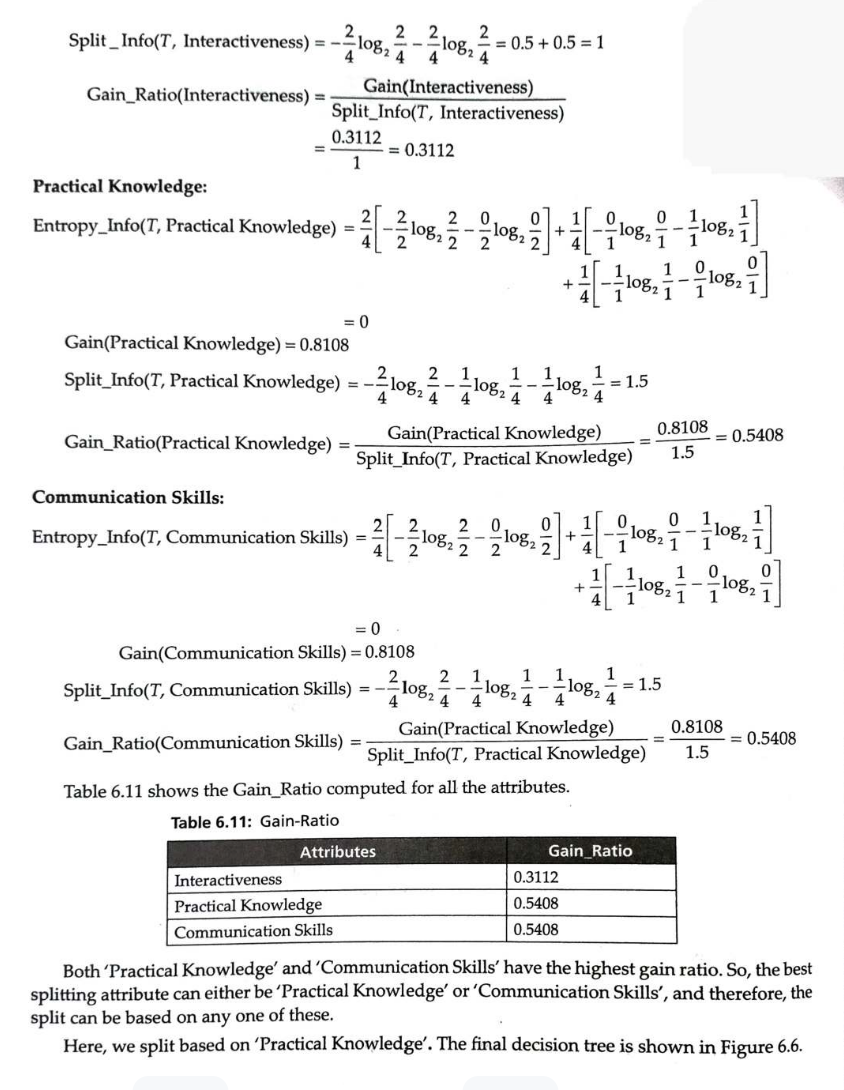 Split_Info(T, Interactiveness) = −2/4 log₂ 2/4 − 2/4 log₂ 2/4 = 0.5 + 0.5 = 1
Gain_Ratio(Interactiveness) = Gain(Interactiveness) / Split_Info(T, Interactiveness)
= 0.3112 / 1 = 0.3112
Practical Knowledge:
Entropy_Info(T, Practical Knowledge) = 2/4[−2/2 log₂ 2/2 − 0/2 log₂ 0/2] + 1/4[−0/1 log₂ 0/1 − 1/1 log₂ 1/1]
+ 1/4[−1/1 log₂ 1/1 − 0/1 log₂ 0/1]
= 0
Gain(Practical Knowledge) = 0.8108
Split_Info(T, Practical Knowledge) = −2/4 log₂ 2/4 − 1/4 log₂ 1/4 − 1/4 log₂ 1/4 = 1.5
Gain_Ratio(Practical Knowledge) = Gain(Practical Knowledge) / Split_Info(T, Practical Knowledge) = 0.8108 / 1.5 = 0.5408
Communication Skills:
Entropy_Info(T, Communication Skills) = 2/4[−2/2 log₂ 2/2 − 0/2 log₂ 0/2] + 1/4[−0/1 log₂ 0/1 − 1/1 log₂ 1/1]
+ 1/4[−1/1 log₂ 1/1 − 0/1 log₂ 0/1]
= 0
Gain(Communication Skills) = 0.8108
Split_Info(T, Communication Skills) = −2/4 log₂ 2/4 − 1/4 log₂ 1/4 − 1/4 log₂ 1/4 = 1.5
Gain_Ratio(Communication Skills) = Gain(Practical Knowledge) / Split_Info(T, Practical Knowledge) = 0.8108 / 1.5 = 0.5408
Table 6.11 shows the Gain_Ratio computed for all the attributes.
Table 6.11: Gain-Ratio
Attributes Gain_Ratio
Interactiveness 0.3112
Practical Knowledge 0.5408
Communication Skills 0.5408
Both 'Practical Knowledge' and 'Communication Skills' have the highest gain ratio. So, the best
splitting attribute can either be 'Practical Knowledge' or 'Communication Skills', and therefore, the
split can be based on any one of these.
Here, we split based on 'Practical Knowledge'. The final decision tree is shown in Figure 6.6.